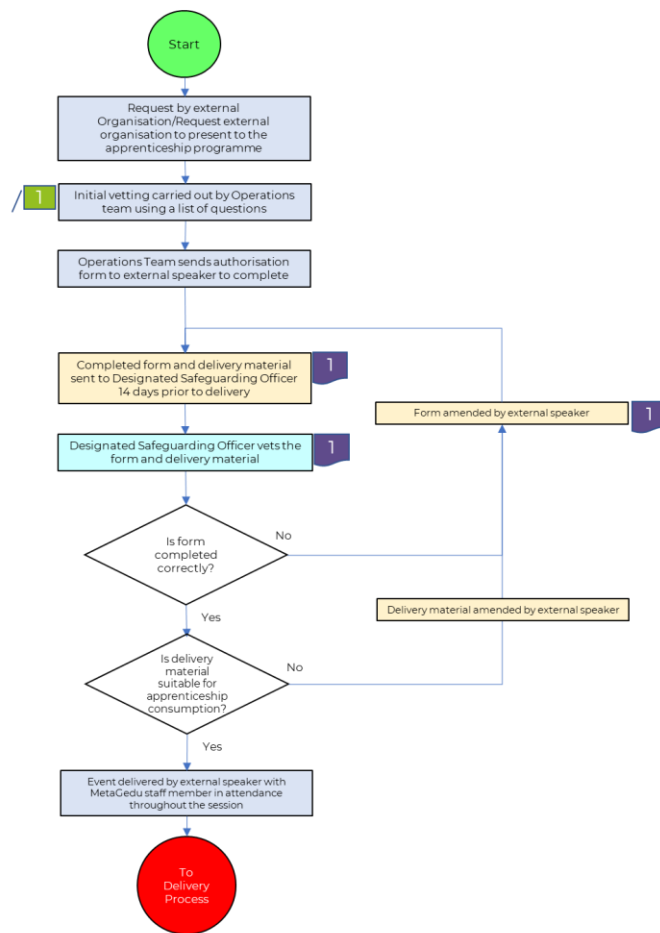 Start
Request by external
Organisation/Request external
organisation to present to the
apprenticeship programme
/ 1
Initial vetting carried out by Operations
team using a list of questions
Operations Team sends authorisation
form to external speaker to complete
Completed form and delivery material
sent to Designated Safeguarding Officer
14 days prior to delivery
1
Form amended by external speaker
1
Designated Safeguarding Officer vets the
form and delivery material
1
Is form
completed
correctly?
No
Yes
Delivery material amended by external speaker
Is delivery
material
suitable for
apprenticeship
consumption?
No
Yes
Event delivered by external speaker with
MetaGedu staff member in attendance
throughout the session
To
Delivery
Process